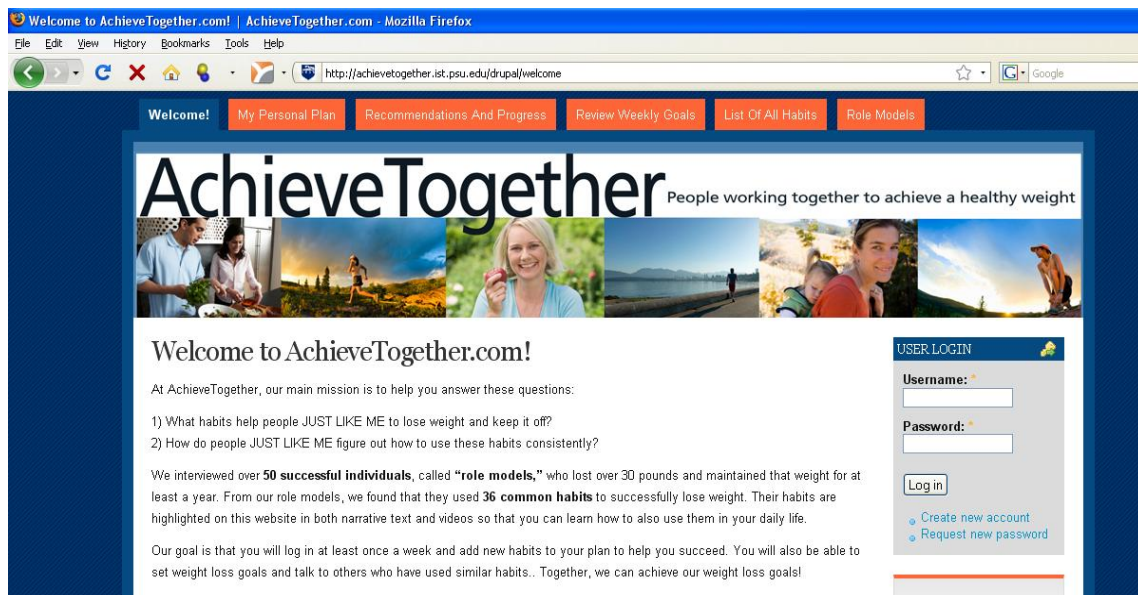 Welcome to AchieveTogether.com! | AchieveTogether.com - Mozilla Firefox
File Edit View History Bookmarks Tools Help
http://achievetogether.ist.psu.edu/drupal/welcome
G Google
Welcome! My Personal Plan Recommendations And Progress Review Weekly Goals List Of All Habits Role Models
AchieveTogether People working together to achieve a healthy weight
Welcome to AchieveTogether.com!
At AchieveTogether, our main mission is to help you answer these questions:
1) What habits help people JUST LIKE ME to lose weight and keep it off?
2) How do people JUST LIKE ME figure out how to use these habits consistently?
We interviewed over 50 successful individuals, called “role models,” who lost over 30 pounds and maintained that weight for at
least a year. From our role models, we found that they used 36 common habits to successfully lose weight. Their habits are
highlighted on this website in both narrative text and videos so that you can learn how to also use them in your daily life.
Our goal is that you will log in at least once a week and add new habits to your plan to help you succeed. You will also be able to
set weight loss goals and talk to others who have used similar habits.. Together, we can achieve our weight loss goals!
USER LOGIN
Username: *
Password: *
Log in
Create new account
Request new password